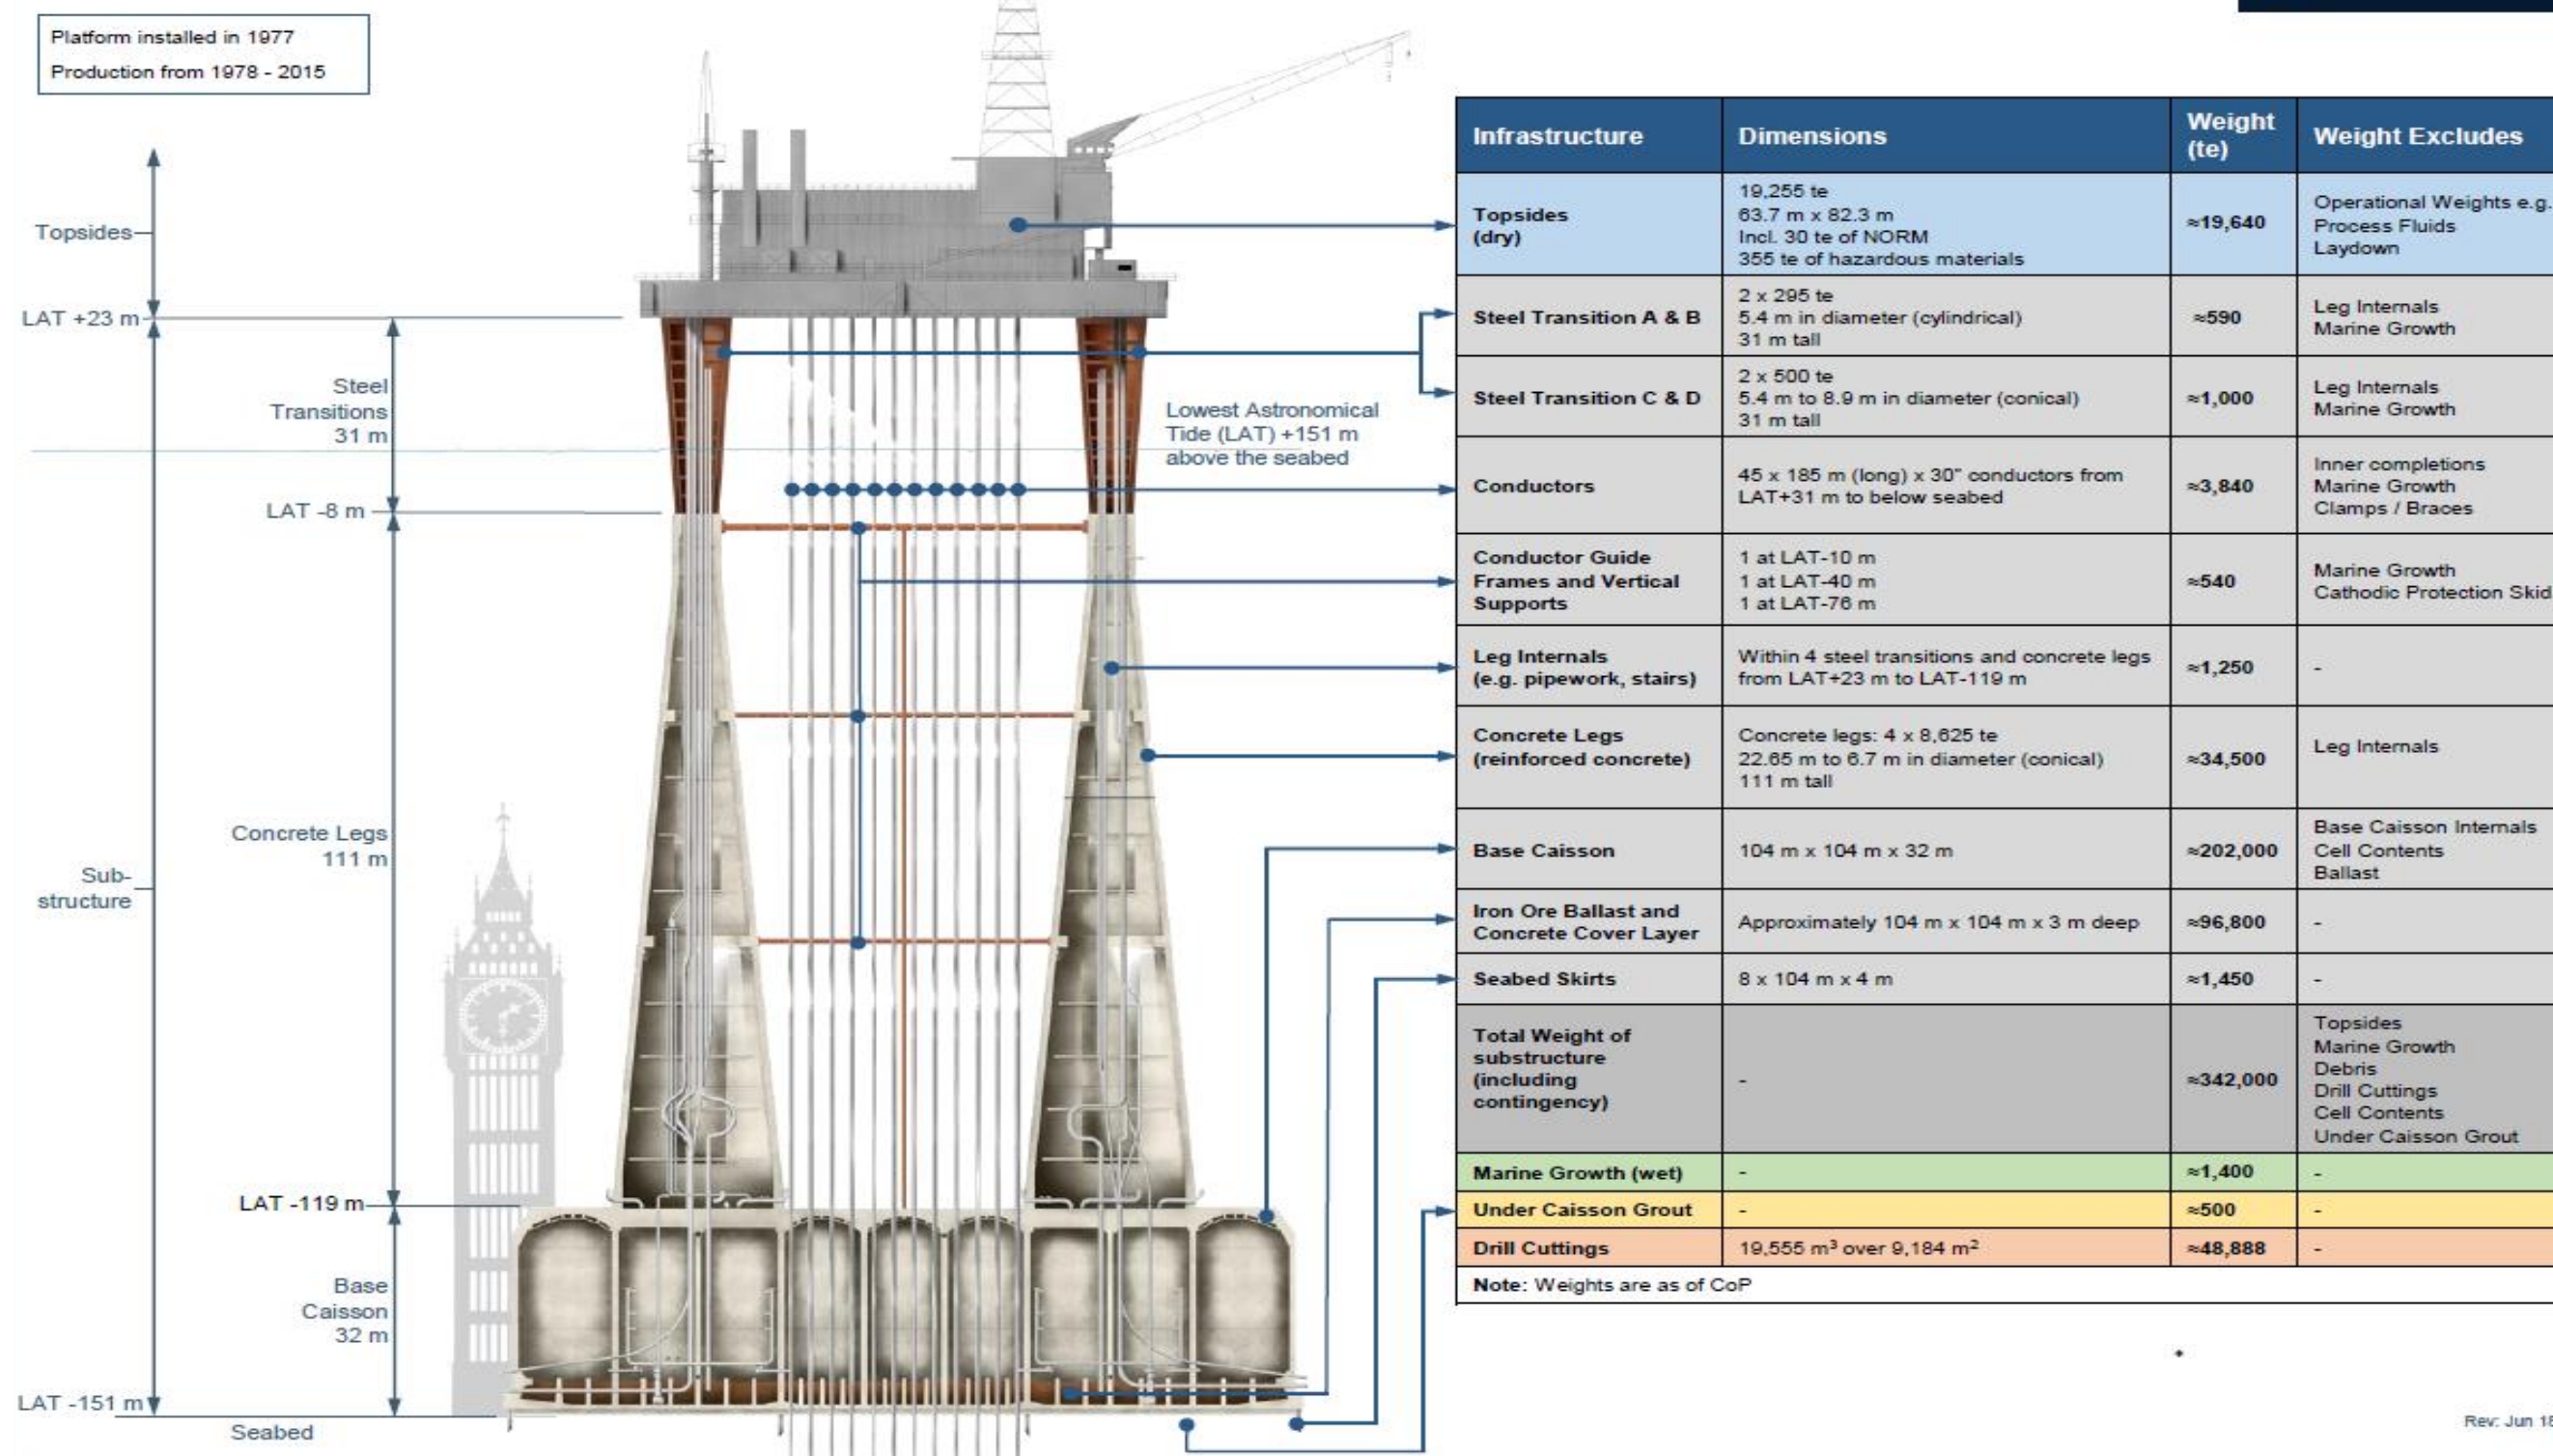 Platform installed in 1977
Production from 1978 - 2015
Topsides
LAT +23 m
Steel
Transitions
31 m
Lowest Astronomical
Tide (LAT) +151 m
above the seabed
LAT -8 m
Concrete Legs
111 m
Sub-
structure
LAT -119 m
Base
Caisson
32 m
LAT -151 m
Seabed
Infrastructure
Dimensions
Weight
(te)
Weight Excludes
Topsides
(dry)
19,255 te
63.7 m x 82.3 m
Incl. 30 te of NORM
355 te of hazardous materials
≈19,640
Operational Weights e.g.
Process Fluids
Laydown
Steel Transition A & B
2 x 295 te
5.4 m in diameter (cylindrical)
31 m tall
≈590
Leg Internals
Marine Growth
Steel Transition C & D
2 x 500 te
5.4 m to 8.9 m in diameter (conical)
31 m tall
≈1,000
Leg Internals
Marine Growth
Conductors
45 x 185 m (long) x 30" conductors from
LAT+31 m to below seabed
≈3,840
Inner completions
Marine Growth
Clamps / Braces
Conductor Guide
Frames and Vertical
Supports
1 at LAT-10 m
1 at LAT-40 m
1 at LAT-76 m
≈540
Marine Growth
Cathodic Protection Skid
Leg Internals
(e.g. pipework, stairs)
Within 4 steel transitions and concrete legs
from LAT+23 m to LAT-119 m
≈1,250
-
Concrete Legs
(reinforced concrete)
Concrete legs: 4 x 8,625 te
22.65 m to 6.7 m in diameter (conical)
111 m tall
≈34,500
Leg Internals
Base Caisson
104 m x 104 m x 32 m
≈202,000
Base Caisson Internals
Cell Contents
Ballast
Iron Ore Ballast and
Concrete Cover Layer
Approximately 104 m x 104 m x 3 m deep
≈96,800
-
Seabed Skirts
8 x 104 m x 4 m
≈1,450
-
Total Weight of
substructure
(including
contingency)
-
≈342,000
Topsides
Marine Growth
Debris
Drill Cuttings
Cell Contents
Under Caisson Grout
Marine Growth (wet)
-
≈1,400
-
Under Caisson Grout
-
≈500
-
Drill Cuttings
19,555 m³ over 9,184 m²
≈48,888
-
Note: Weights are as of CoP
Rev: Jun 18